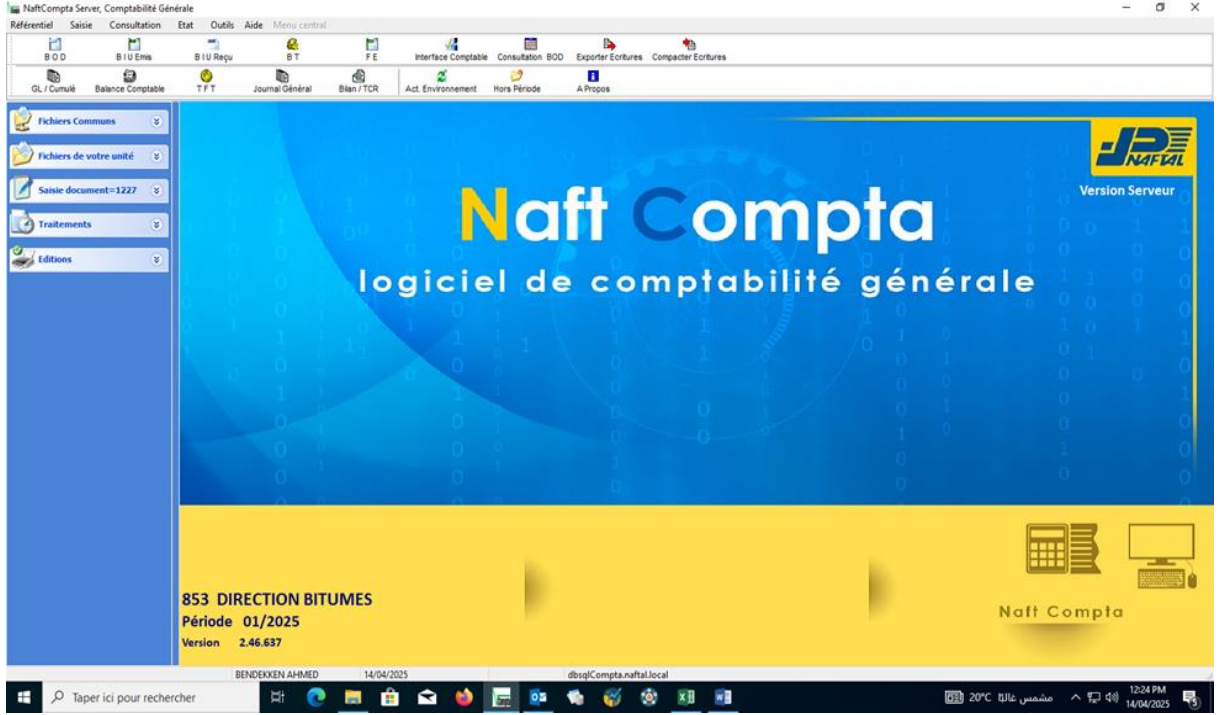 NaftCompta Server, Comptabilité Générale
Référentiel Saisie Consultation Etat Outils Aide Menu central
B O D B I U Emis B I U Reçu B T F E Interface Comptable Consultation BOD Exporter Ecritures Compacter Ecritures
GL / Cumulé Balance Comptable T F T Journal Général Bilan / TCR Act. Environnement Hors Période A Propos
Fichiers Communs
Fichiers de votre unité
Saisie document=1227
Traitements
Editions
NAFTAL
Version Serveur
Naft Compta
logiciel de comptabilité générale
853 DIRECTION BITUMES
Période 01/2025
Version 2.46.637
Naft Compta
BENDEKKEN AHMED 14/04/2025 dbsqlCompta.naftal.local
Taper ici pour rechercher
20°C مشمس غالبًا
12:24 PM
14/04/2025